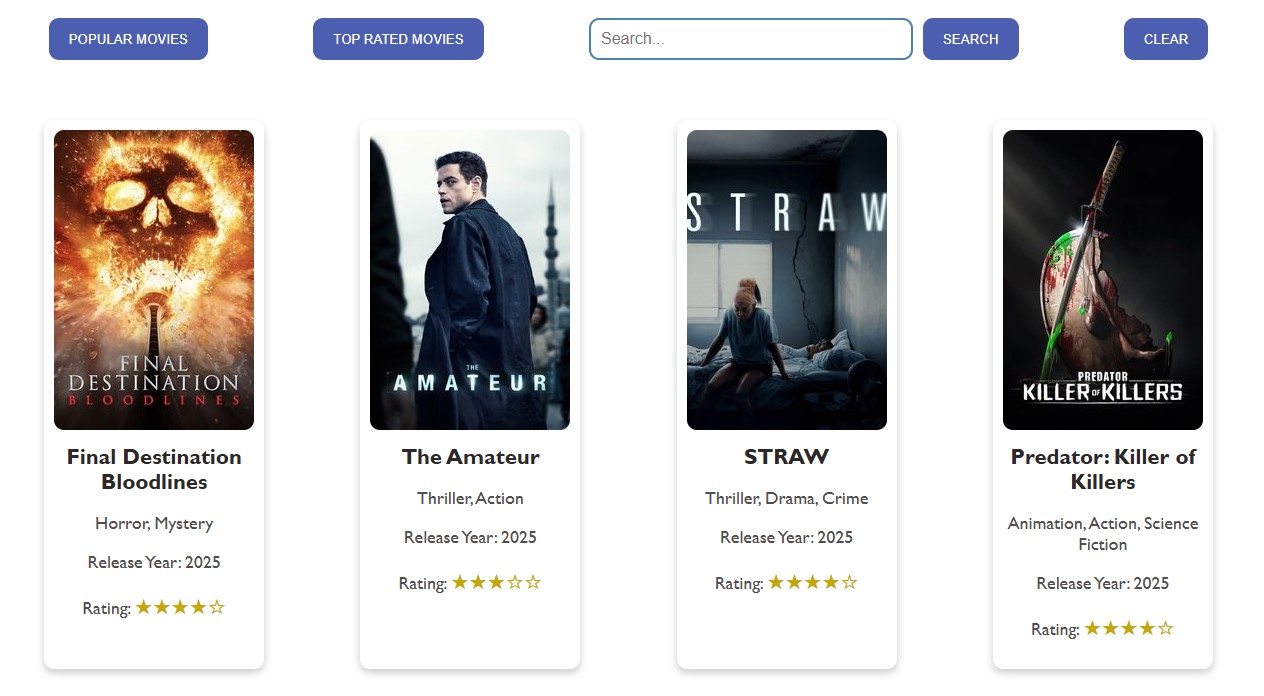 POPULAR MOVIES
TOP RATED MOVIES
Search...
SEARCH
CLEAR
FINAL
DESTINATION
BLOODLINES
Final Destination
Bloodlines
Horror, Mystery
Release Year: 2025
Rating: ★★★★☆
THE
AMATEUR
The Amateur
Thriller, Action
Release Year: 2025
Rating: ★★★☆☆
STRAW
STRAW
Thriller, Drama, Crime
Release Year: 2025
Rating: ★★★★☆
PREDATOR
KILLER OF KILLERS
Predator: Killer of
Killers
Animation, Action, Science
Fiction
Release Year: 2025
Rating: ★★★★☆